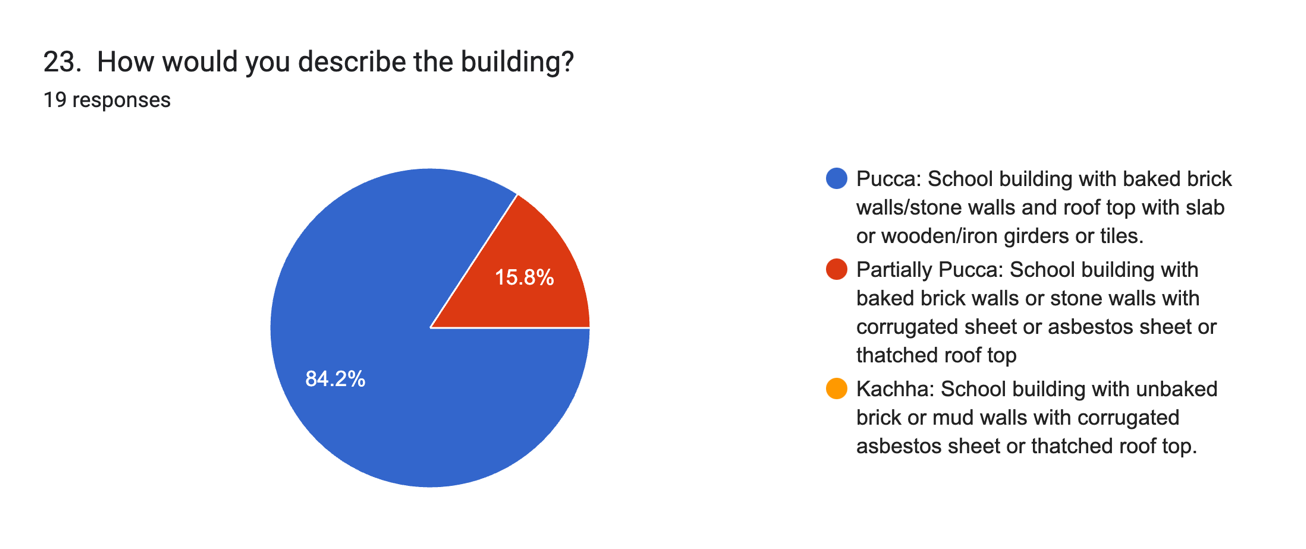 23. How would you describe the building?
19 responses
15.8%
84.2%
Pucca: School building with baked brick
walls/stone walls and roof top with slab
or wooden/iron girders or tiles.
Partially Pucca: School building with
baked brick walls or stone walls with
corrugated sheet or asbestos sheet or
thatched roof top
Kachha: School building with unbaked
brick or mud walls with corrugated
asbestos sheet or thatched roof top.